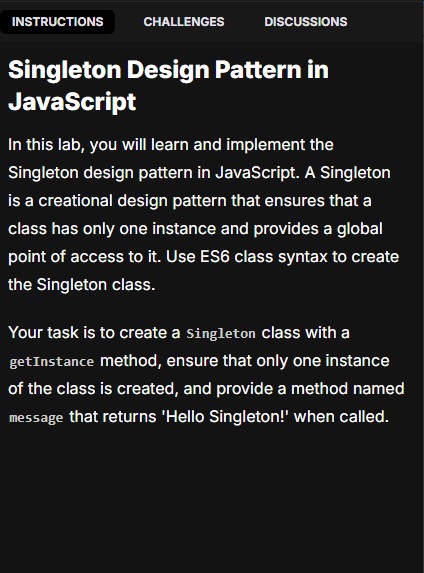 INSTRUCTIONS CHALLENGES DISCUSSIONS
Singleton Design Pattern in
JavaScript
In this lab, you will learn and implement the
Singleton design pattern in JavaScript. A Singleton
is a creational design pattern that ensures that a
class has only one instance and provides a global
point of access to it. Use ES6 class syntax to create
the Singleton class.
Your task is to create a Singleton class with a
getInstance method, ensure that only one instance
of the class is created, and provide a method named
message that returns 'Hello Singleton!' when called.